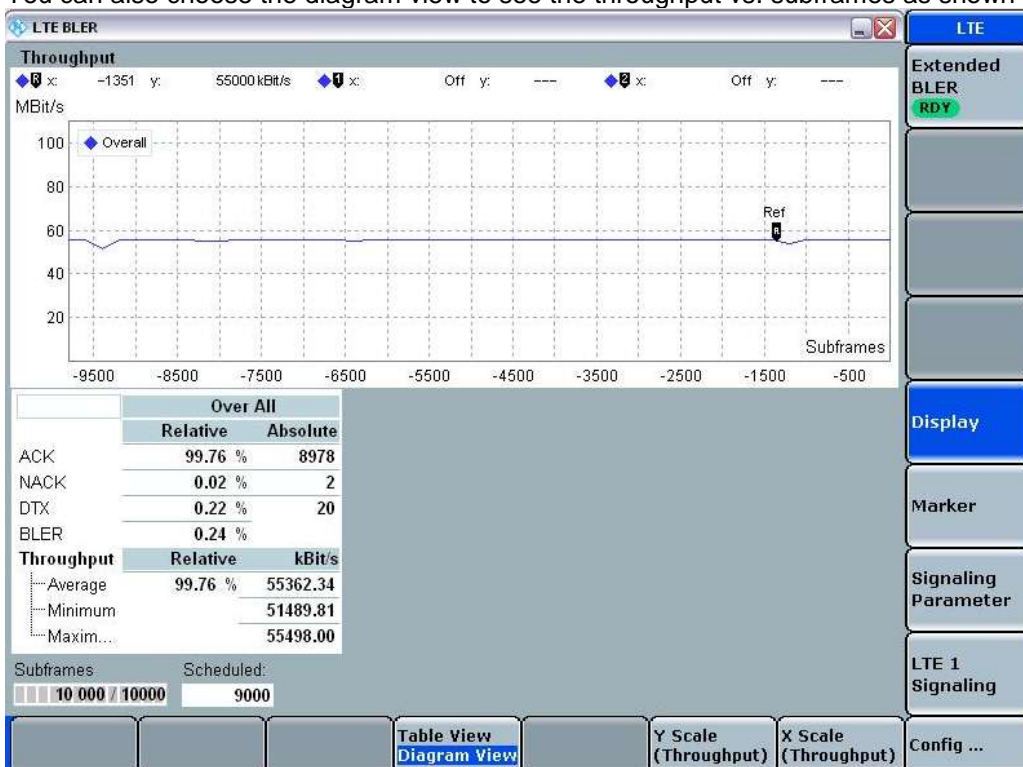 You can also choose the diagram view to see the throughput vs. subframes as shown
LTE BLER
LTE
Throughput
R x: -1351 y: 55000 kBit/s 1 x: Off y: --- 2 x: Off y: ---
Extended BLER
RDY
MBit/s
100
Overall
80
Ref
R
60
40
20
Subframes
-9500 -8500 -7500 -6500 -5500 -4500 -3500 -2500 -1500 -500
Over All
Relative Absolute
ACK 99.76 % 8978
NACK 0.02 % 2
DTX 0.22 % 20
BLER 0.24 %
Throughput Relative kBit/s
Average 99.76 % 55362.34
Minimum 51489.81
Maxim... 55498.00
Subframes Scheduled:
10 000 / 10000 9000
Display
Marker
Signaling Parameter
LTE 1 Signaling
Table View
Diagram View
Y Scale (Throughput)
X Scale (Throughput)
Config ...